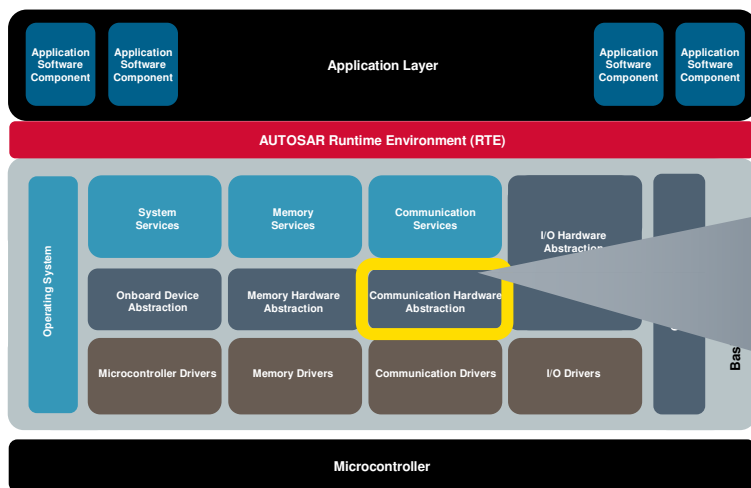 Application
Software
Component
Application
Software
Component
Application Layer
Application
Software
Component
Application
Software
Component
AUTOSAR Runtime Environment (RTE)
Operating System
System
Services
Memory
Services
Communication
Services
I/O Hardware
Abstraction
Onboard Device
Abstraction
Memory Hardware
Abstraction
Communication Hardware
Abstraction
Microcontroller Drivers
Memory Drivers
Communication Drivers
I/O Drivers
Bas
Microcontroller